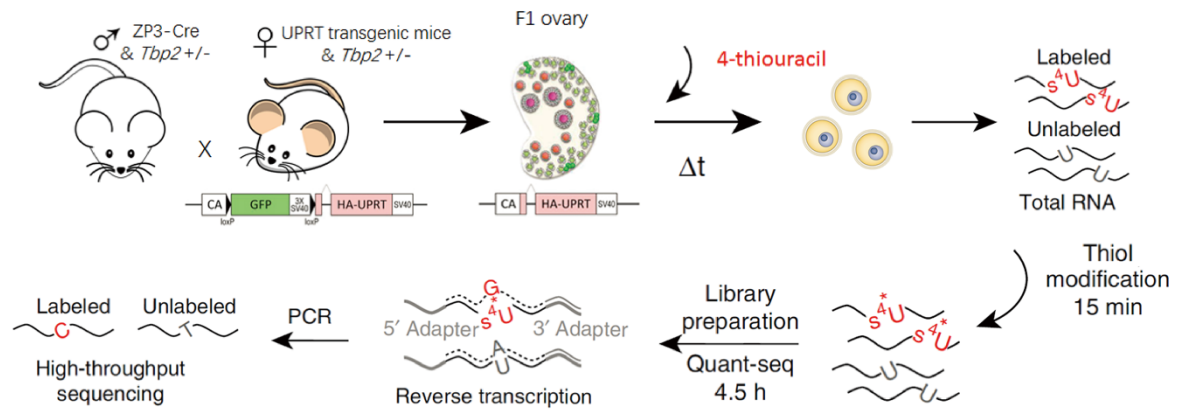 ♂ ZP3-Cre
& Tbp2 +/-
♀ UPRT transgenic mice
& Tbp2+/-
F1 ovary
4-thiouracil
Labeled
s4U
s4U
Unlabeled
U
U
Total RNA
X
Δt
CA
GFP
3X
SV40
HA-UPRT
SV40
loxP
loxP
CA
HA-UPRT
SV40
Thiol
modification
15 min
s4U*
s4U*
U
U
Library
preparation
Quant-seq
4.5 h
G
s4U*
5′ Adapter
3′ Adapter
A
U
Reverse transcription
PCR
Labeled
Unlabeled
C
T
High-throughput
sequencing